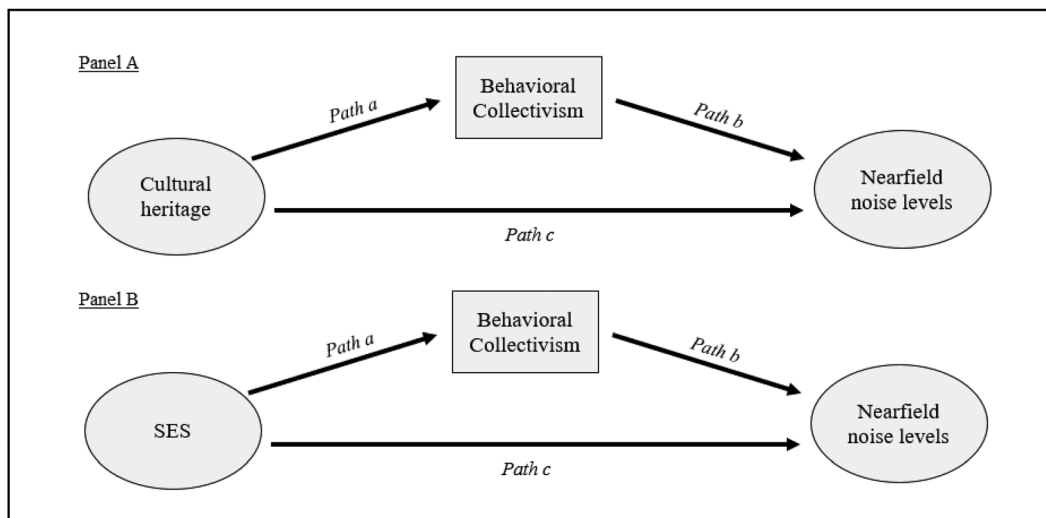 Panel A
Behavioral
Collectivism
Path a
Path b
Cultural
heritage
Nearfield
noise levels
Path c
Panel B
Behavioral
Collectivism
Path a
Path b
SES
Nearfield
noise levels
Path c